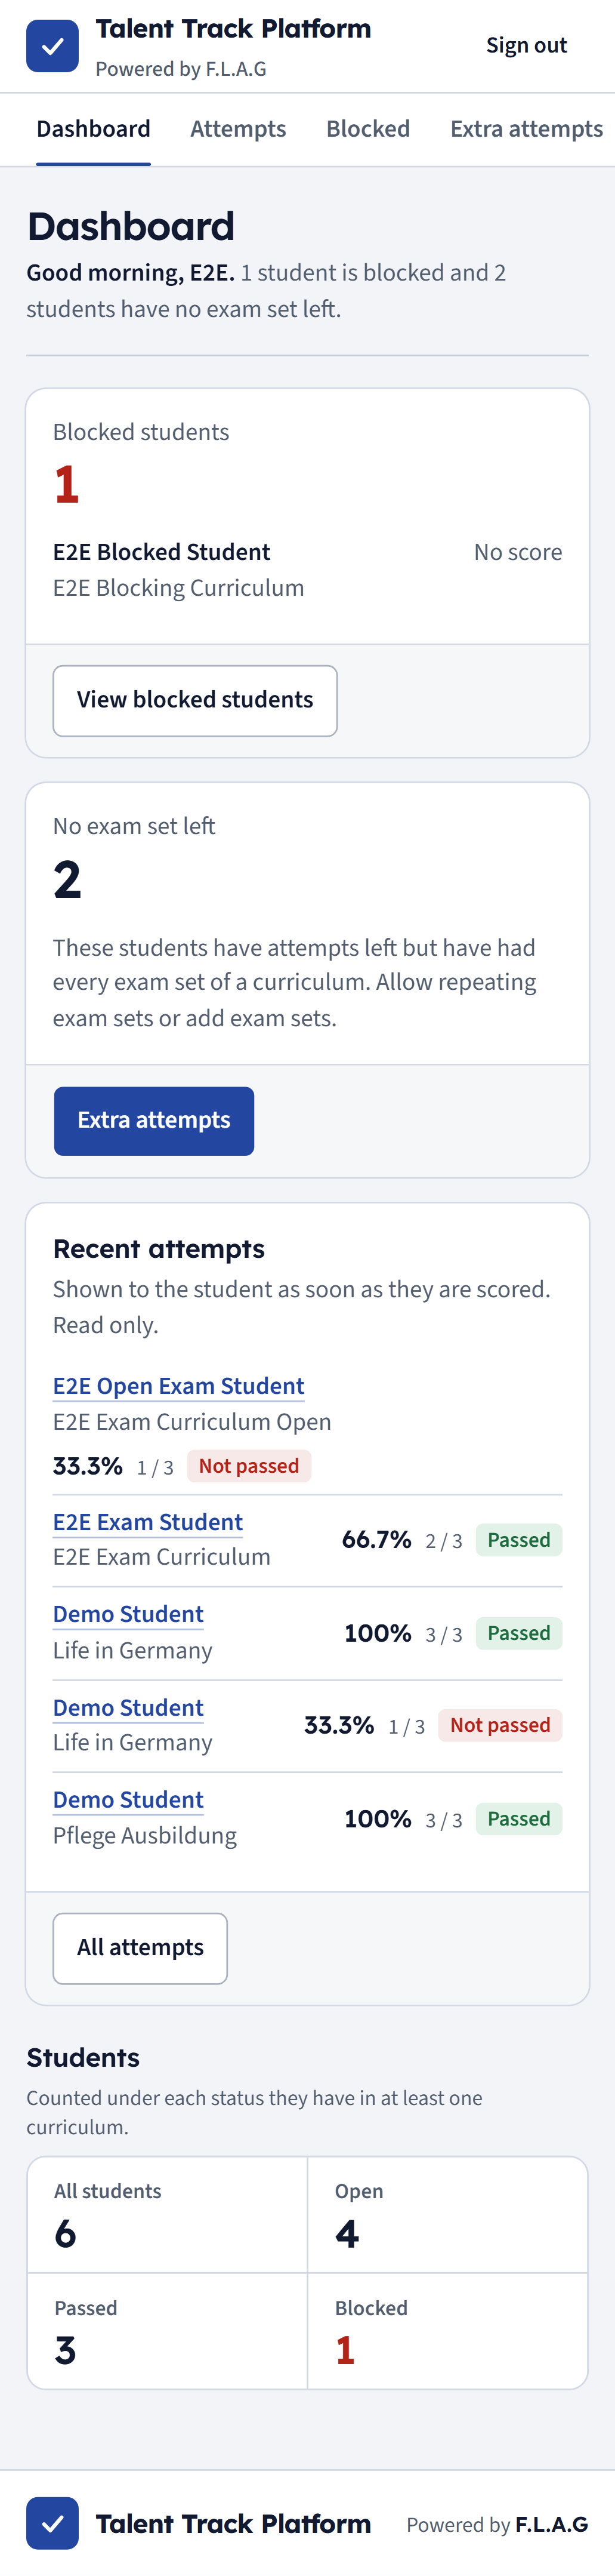 Talent Track Platform
Powered by F.L.A.G
Sign out
Dashboard Attempts Blocked Extra attempts
Dashboard
Good morning, E2E. 1 student is blocked and 2
students have no exam set left.
Blocked students
1
E2E Blocked Student No score
E2E Blocking Curriculum
View blocked students
No exam set left
2
These students have attempts left but have had
every exam set of a curriculum. Allow repeating
exam sets or add exam sets.
Extra attempts
Recent attempts
Shown to the student as soon as they are scored.
Read only.
E2E Open Exam Student
E2E Exam Curriculum Open
33.3% 1 / 3 Not passed
E2E Exam Student
E2E Exam Curriculum
66.7% 2 / 3 Passed
Demo Student
Life in Germany
100% 3 / 3 Passed
Demo Student
Life in Germany
33.3% 1 / 3 Not passed
Demo Student
Pflege Ausbildung
100% 3 / 3 Passed
All attempts
Students
Counted under each status they have in at least one
curriculum.
All students
6
Open
4
Passed
3
Blocked
1
Talent Track Platform Powered by F.L.A.G